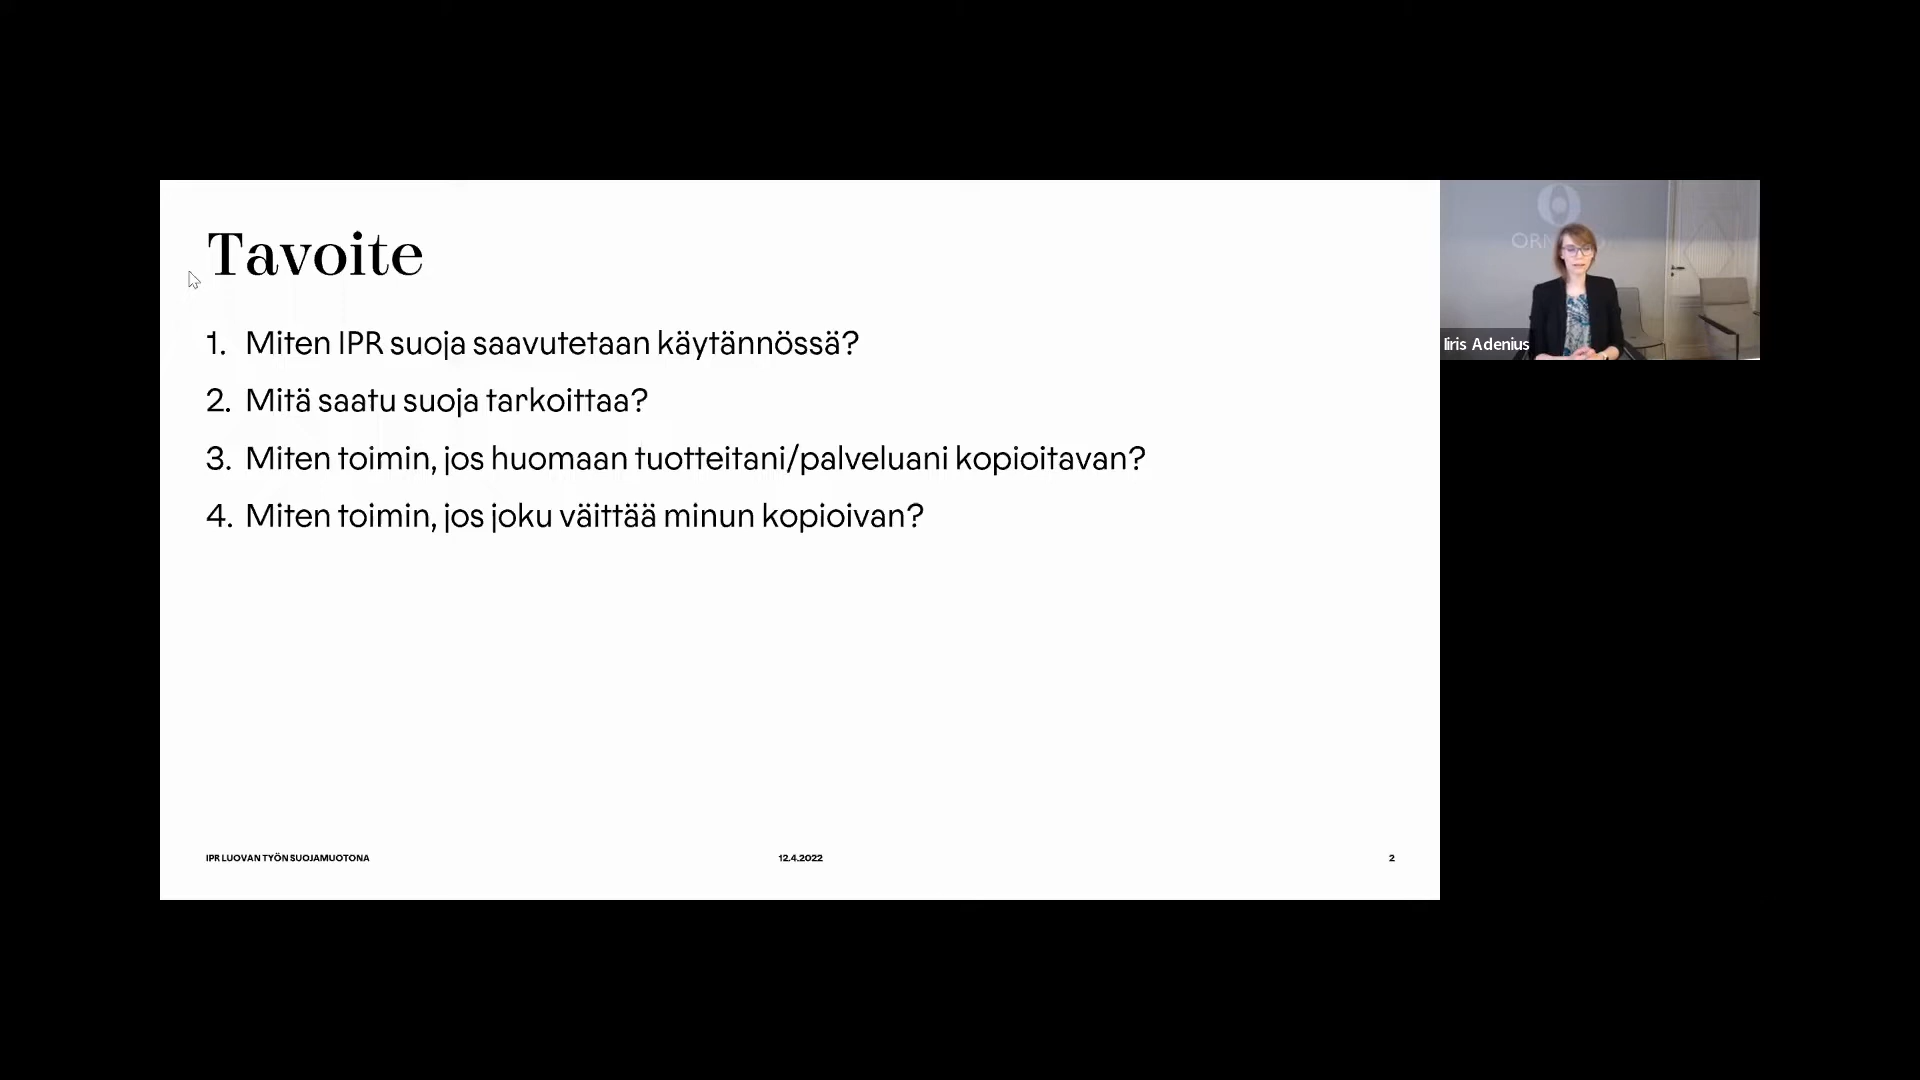 Tavoite
1. Miten IPR suoja saavutetaan käytännössä?
2. Mitä saatu suoja tarkoittaa?
3. Miten toimin, jos huomaan tuotteitani/palveluani kopioitavan?
4. Miten toimin, jos joku väittää minun kopioivan?
IPR LUOVAN TYÖN SUOJAMUOTONA
12.4.2022
2
Iiris Adenius